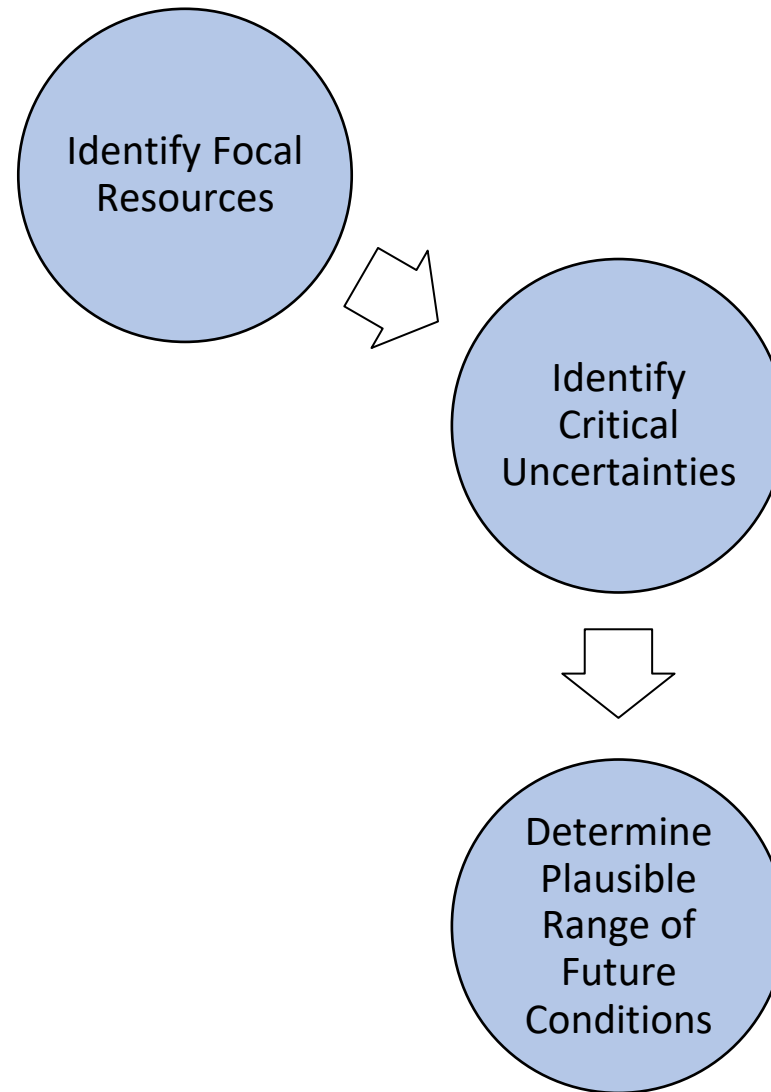 Identify Focal
Resources
Identify
Critical
Uncertainties
Determine
Plausible
Range of
Future
Conditions